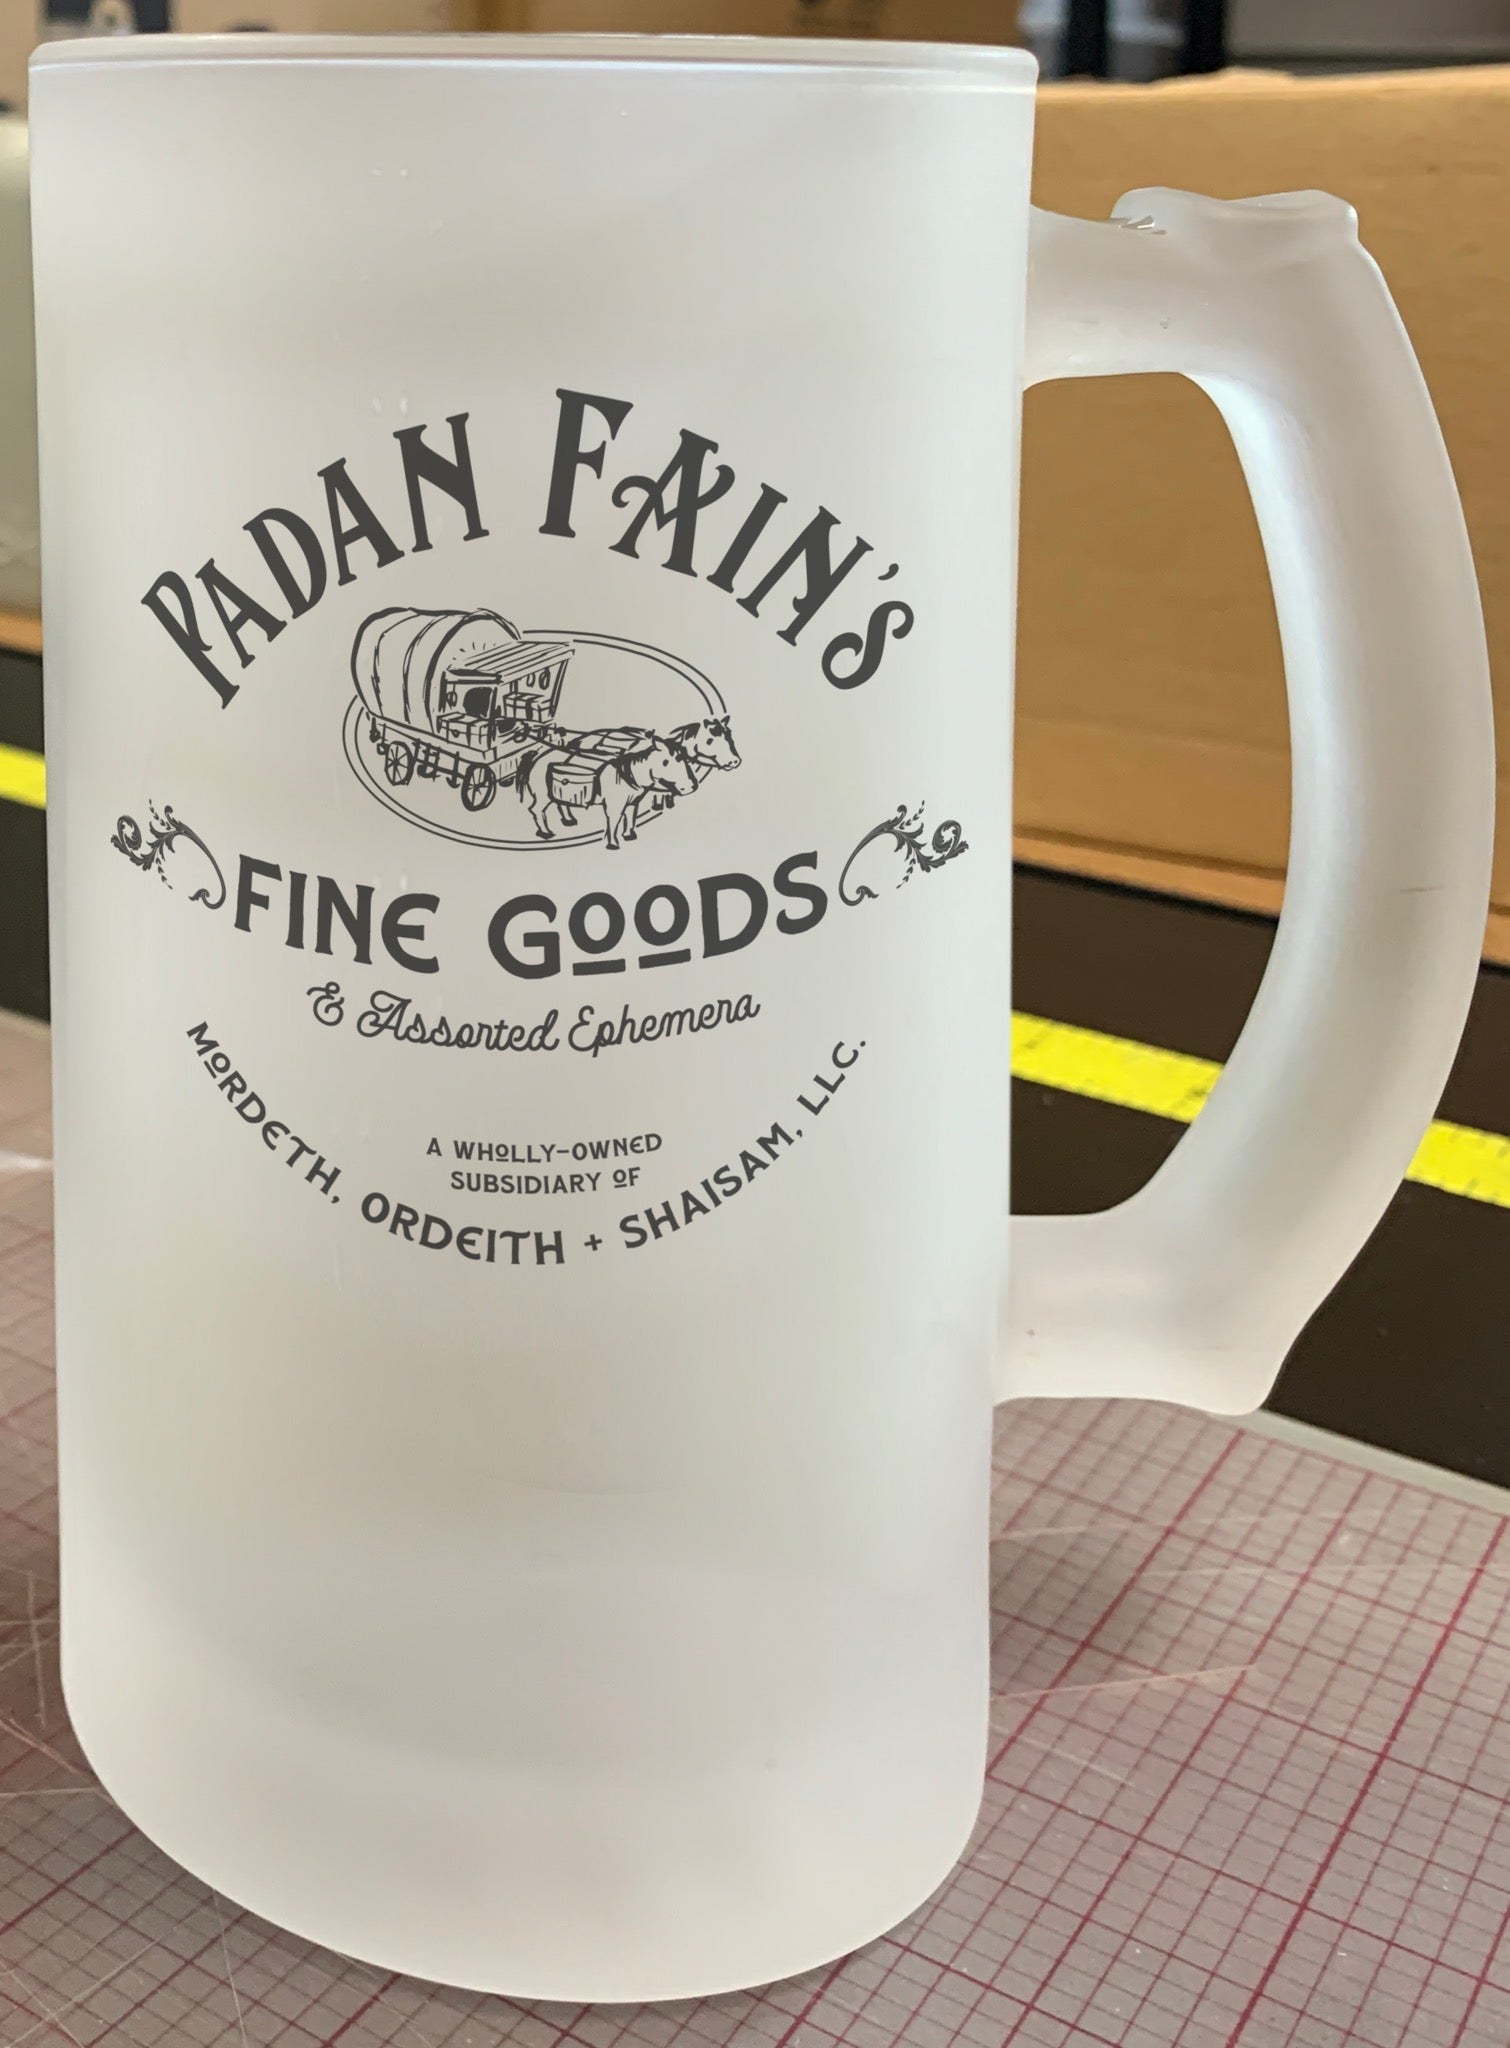 PADAN FAIN'S
FINE GOODS
& Assorted Ephemera
A WHOLLY-OWNED
SUBSIDIARY OF
MORDETH, ORDEITH + SHAISAM, LLC.